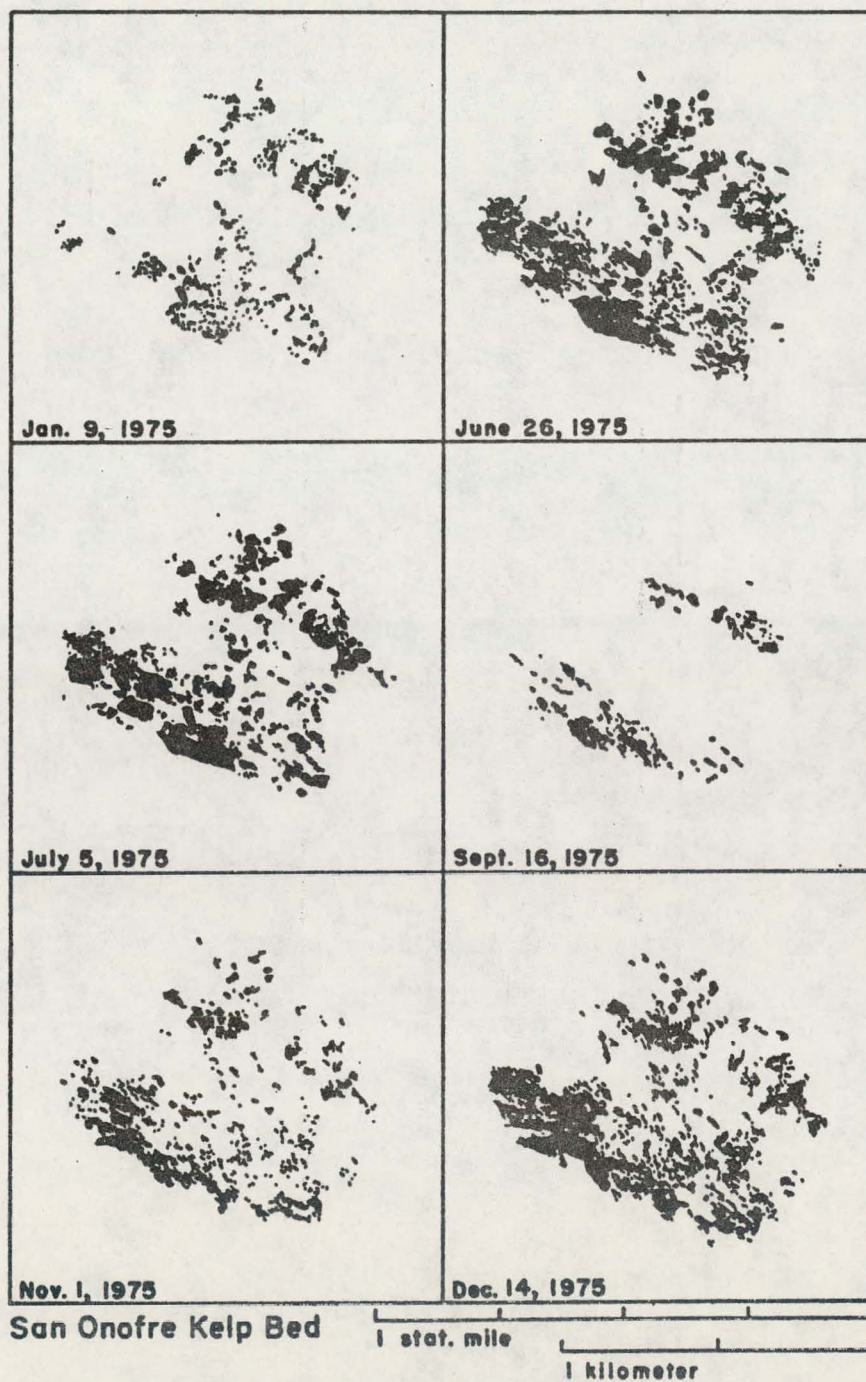 Jan. 9, 1975
June 26, 1975
July 5, 1975
Sept. 16, 1975
Nov. 1, 1975
Dec. 14, 1975
San Onofre Kelp Bed
1 stat. mile
1 kilometer